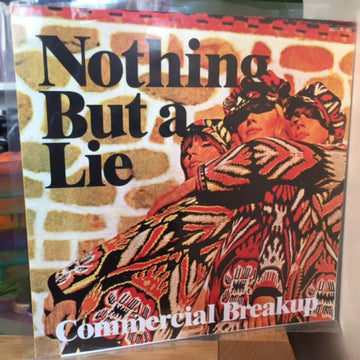 Nothing
But a
Lie
Commercial Breakup